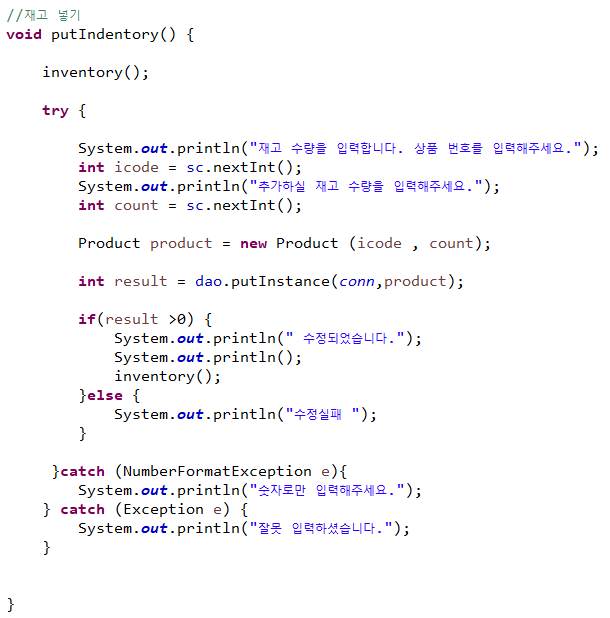 //재고 넣기
void putIndentory() {
inventory();
try {
System.out.println("재고 수량을 입력합니다. 상품 번호를 입력해주세요.");
int icode = sc.nextInt();
System.out.println("추가하실 재고 수량을 입력해주세요.");
int count = sc.nextInt();
Product product = new Product (icode , count);
int result = dao.putInstance(conn,product);
if(result >0) {
System.out.println(" 수정되었습니다.");
System.out.println();
inventory();
}else {
System.out.println("수정실패 ");
}
}catch (NumberFormatException e){
System.out.println("숫자로만 입력해주세요.");
} catch (Exception e) {
System.out.println("잘못 입력하셨습니다.");
}
}